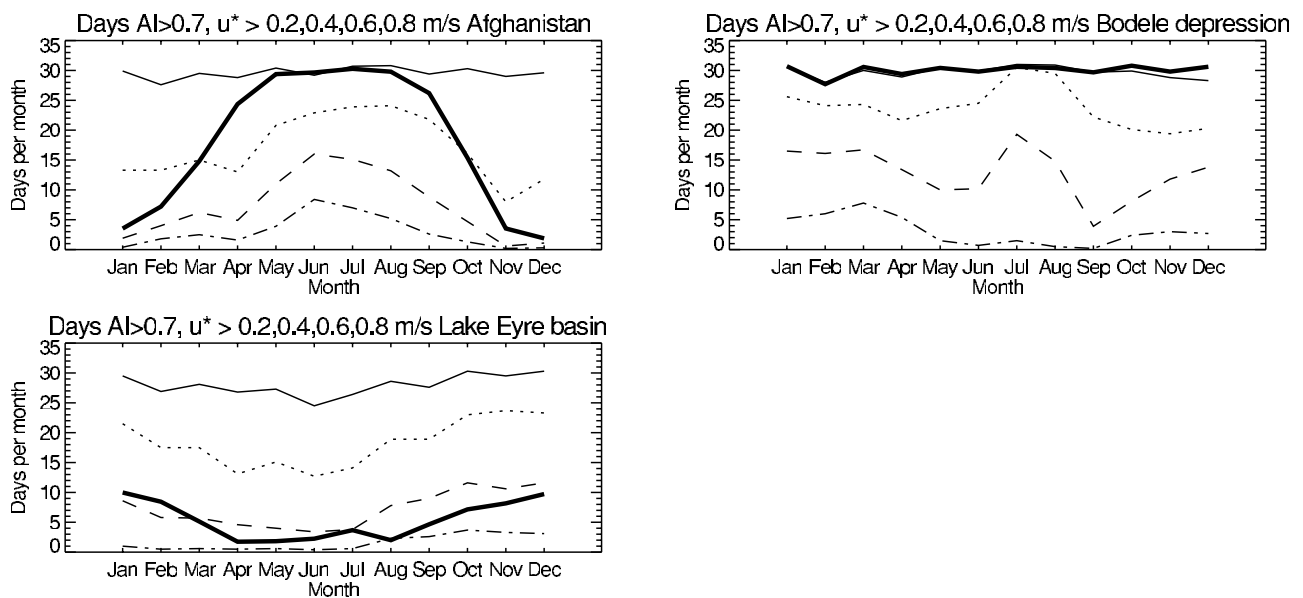 Days AI>0.7, u* > 0.2,0.4,0.6,0.8 m/s Afghanistan
35
30
25
20
15
10
5
0
Days per month
Jan Feb Mar Apr May Jun Jul Aug Sep Oct Nov Dec
Month
Days AI>0.7, u* > 0.2,0.4,0.6,0.8 m/s Bodele depression
35
30
25
20
15
10
5
0
Days per month
Jan Feb Mar Apr May Jun Jul Aug Sep Oct Nov Dec
Month
Days AI>0.7, u* > 0.2,0.4,0.6,0.8 m/s Lake Eyre basin
35
30
25
20
15
10
5
0
Days per month
Jan Feb Mar Apr May Jun Jul Aug Sep Oct Nov Dec
Month